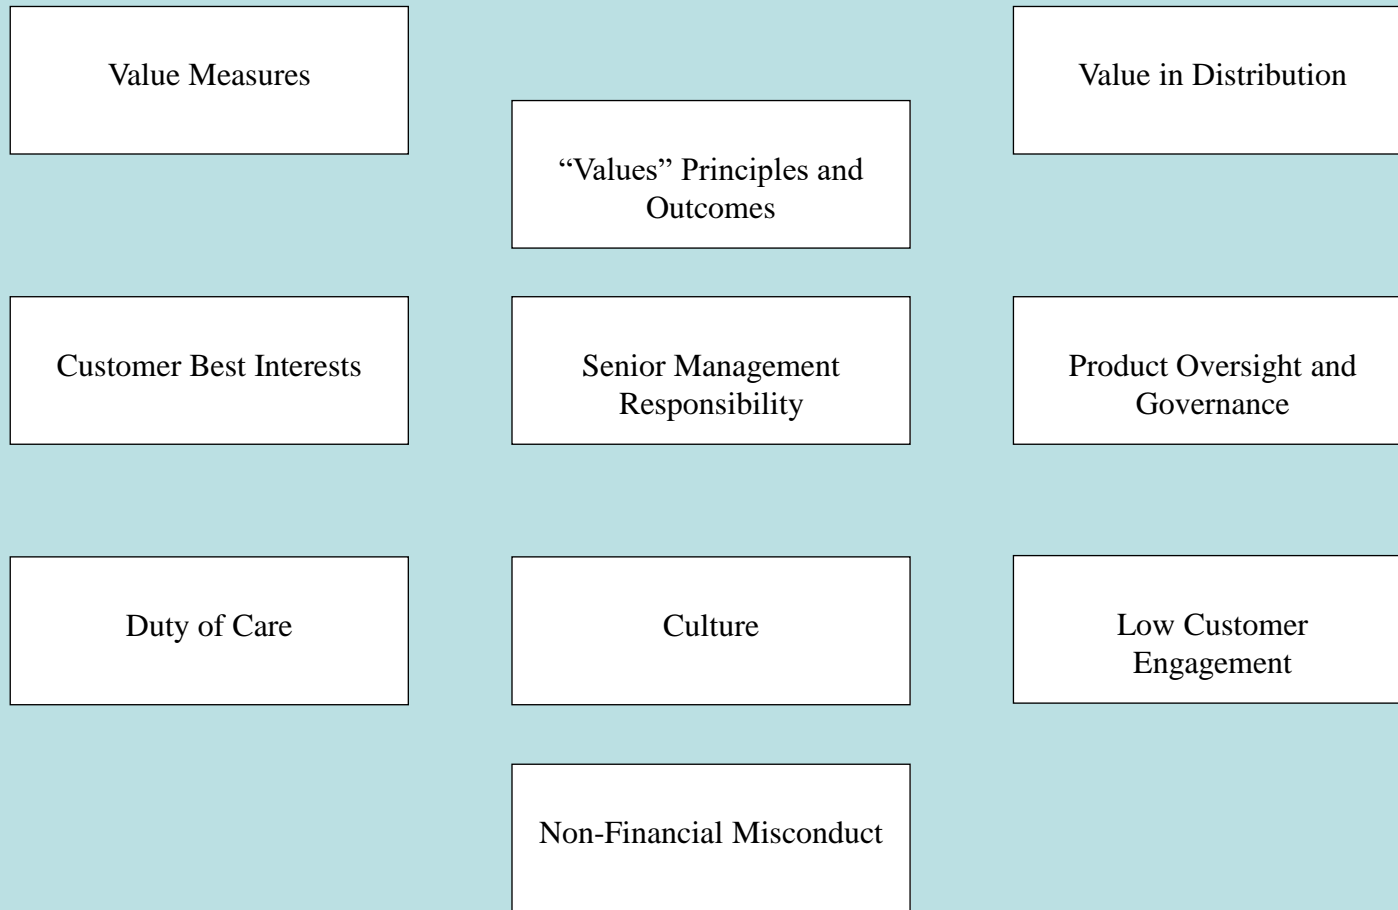 Value Measures
Value in Distribution
“Values” Principles and
Outcomes
Customer Best Interests
Senior Management
Responsibility
Product Oversight and
Governance
Duty of Care
Culture
Low Customer
Engagement
Non-Financial Misconduct